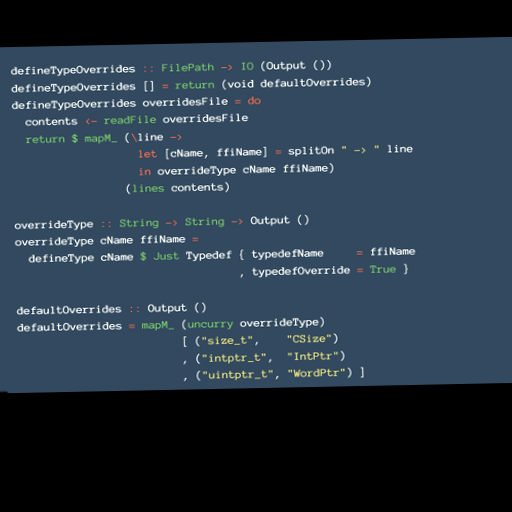 defineTypeOverrides :: FilePath -> IO (Output ())
defineTypeOverrides [] = return (void defaultOverrides)
defineTypeOverrides overridesFile = do
  contents <- readFile overridesFile
  return $ mapM_ (\line ->
                   let [cName, ffiName] = splitOn " -> " line
                   in overrideType cName ffiName)
                 (lines contents)

overrideType :: String -> String -> Output ()
overrideType cName ffiName =
  defineType cName $ Just Typedef { typedefName     = ffiName
                                  , typedefOverride = True }

defaultOverrides :: Output ()
defaultOverrides = mapM_ (uncurry overrideType)
                         [ ("size_t",    "CSize")
                         , ("intptr_t",  "IntPtr")
                         , ("uintptr_t", "WordPtr") ]